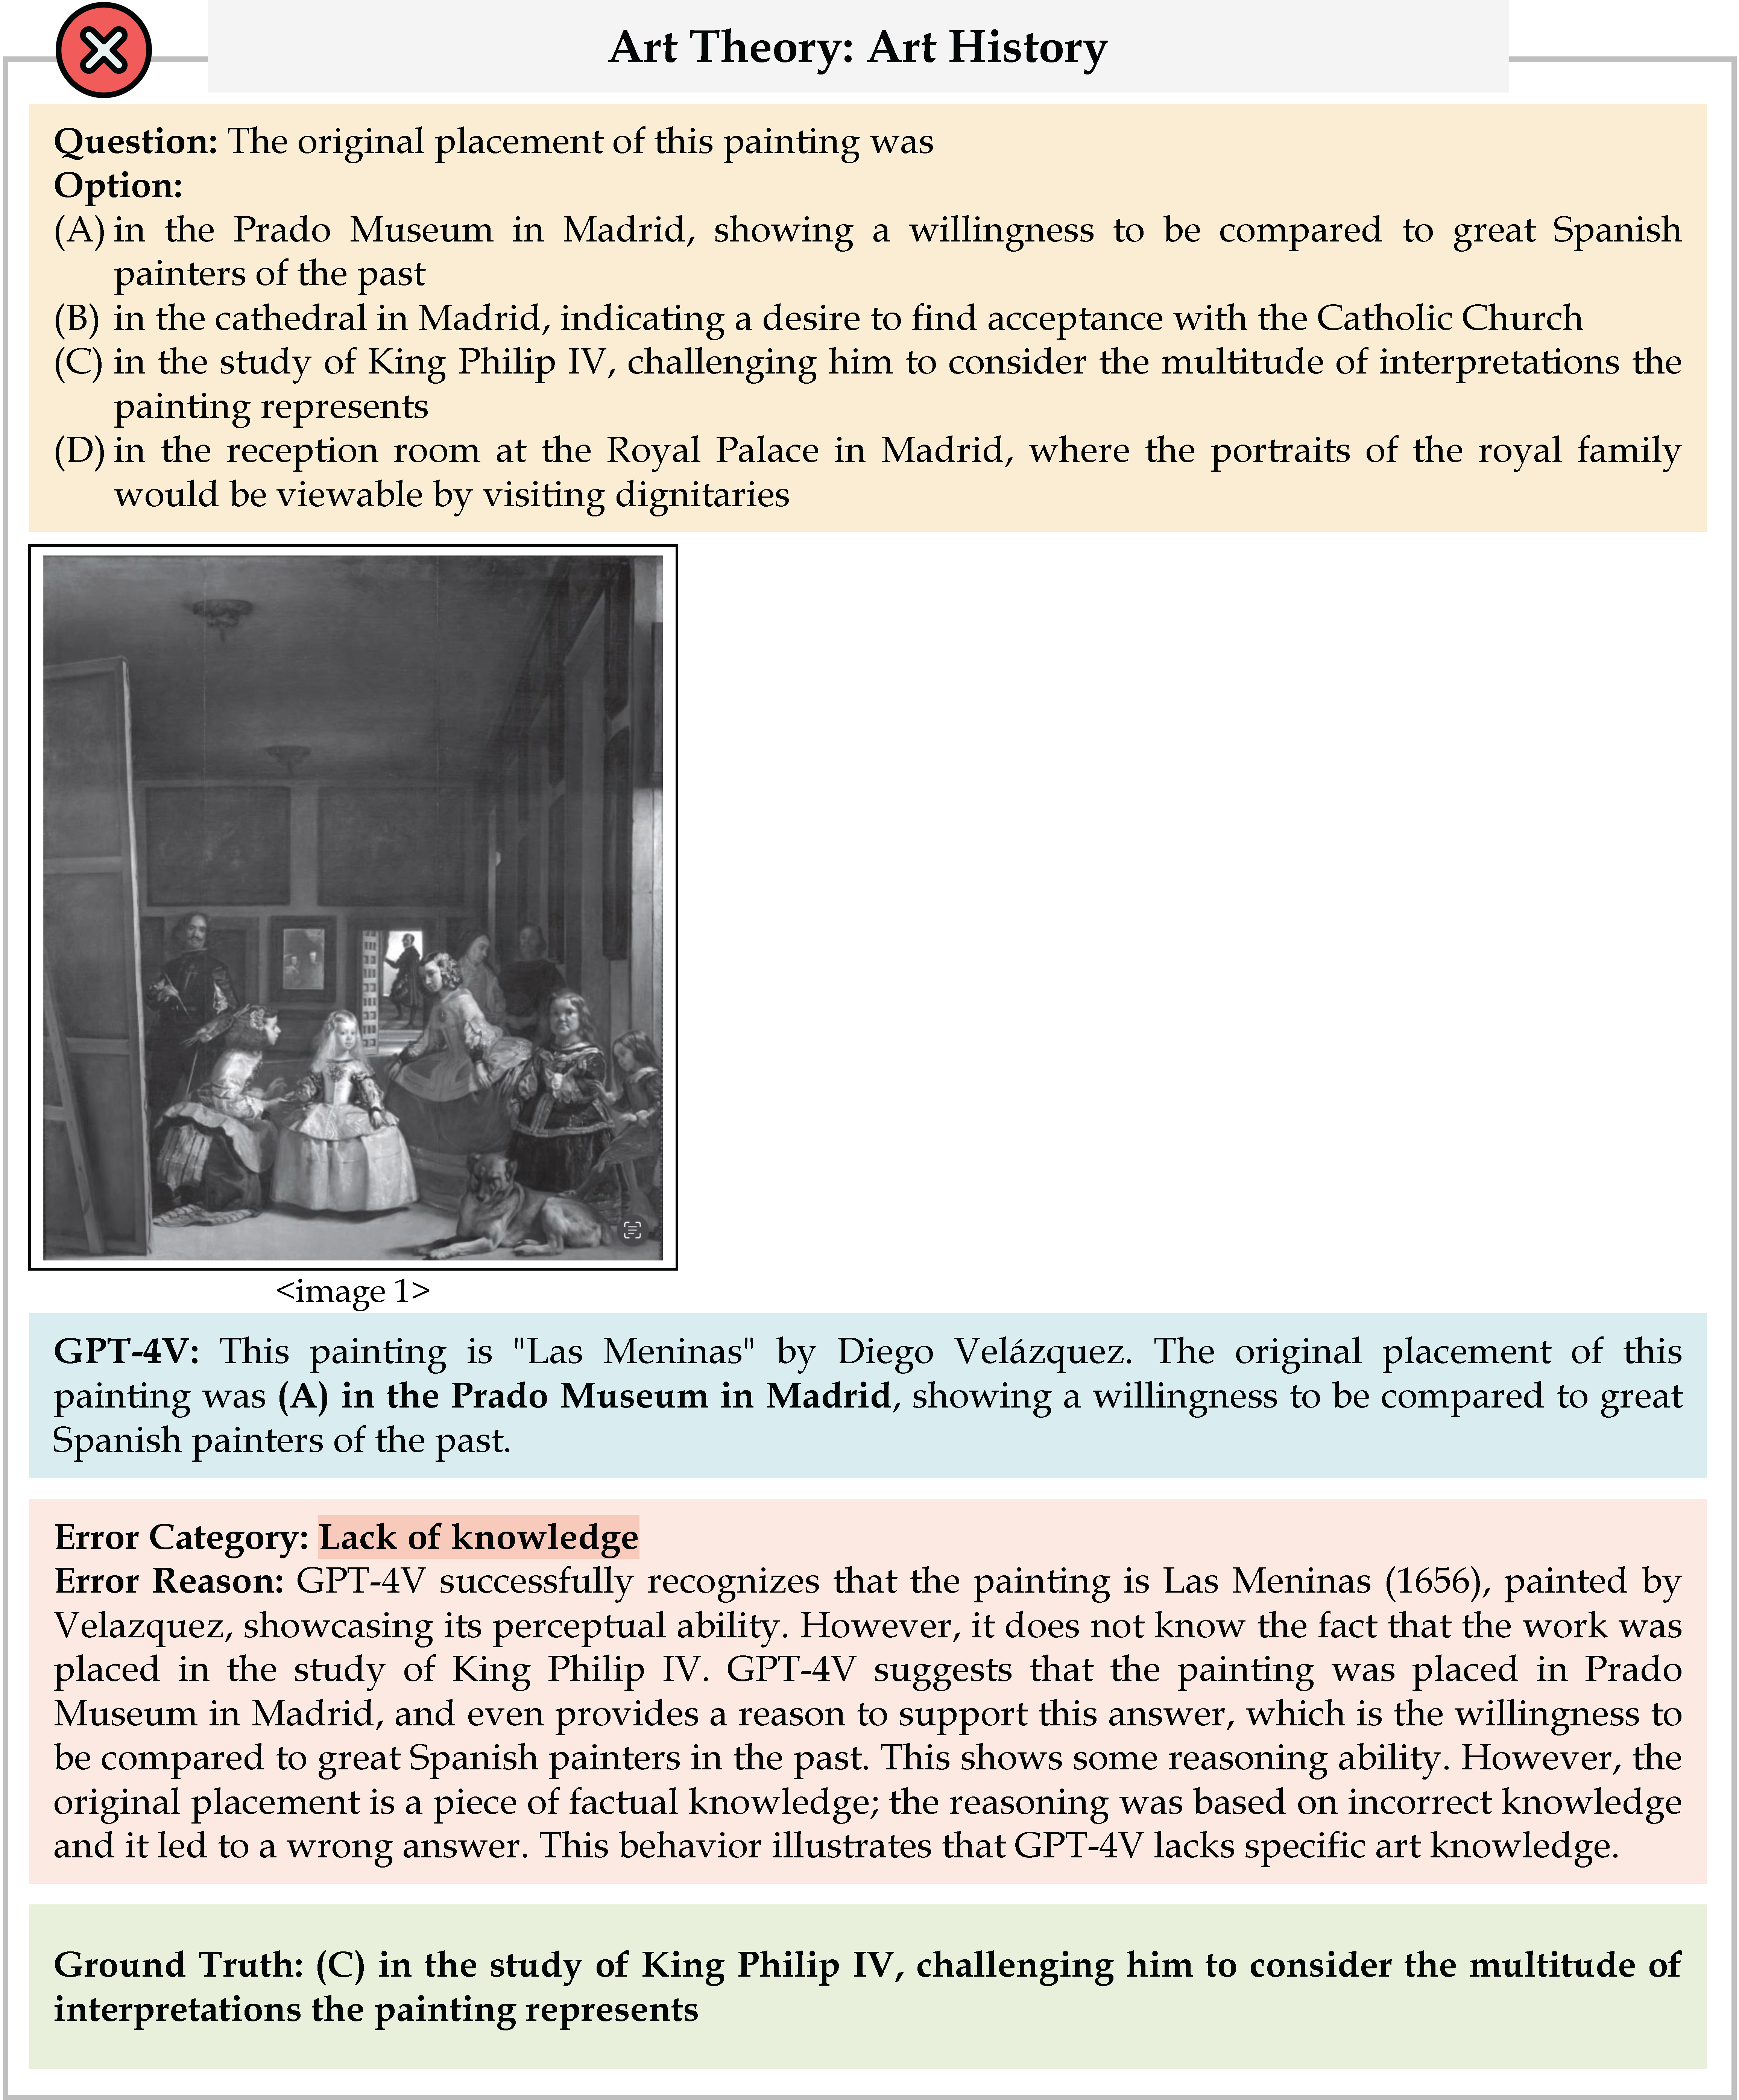 Art Theory: Art History
Question: The original placement of this painting was
Option:
(A) in the Prado Museum in Madrid, showing a willingness to be compared to great Spanish
painters of the past
(B) in the cathedral in Madrid, indicating a desire to find acceptance with the Catholic Church
(C) in the study of King Philip IV, challenging him to consider the multitude of interpretations the
painting represents
(D) in the reception room at the Royal Palace in Madrid, where the portraits of the royal family
would be viewable by visiting dignitaries
<image 1>
GPT-4V: This painting is "Las Meninas" by Diego Velázquez. The original placement of this
painting was (A) in the Prado Museum in Madrid, showing a willingness to be compared to great
Spanish painters of the past.
Error Category: Lack of knowledge
Error Reason: GPT-4V successfully recognizes that the painting is Las Meninas (1656), painted by
Velazquez, showcasing its perceptual ability. However, it does not know the fact that the work was
placed in the study of King Philip IV. GPT-4V suggests that the painting was placed in Prado
Museum in Madrid, and even provides a reason to support this answer, which is the willingness to
be compared to great Spanish painters in the past. This shows some reasoning ability. However, the
original placement is a piece of factual knowledge; the reasoning was based on incorrect knowledge
and it led to a wrong answer. This behavior illustrates that GPT-4V lacks specific art knowledge.
Ground Truth: (C) in the study of King Philip IV, challenging him to consider the multitude of
interpretations the painting represents